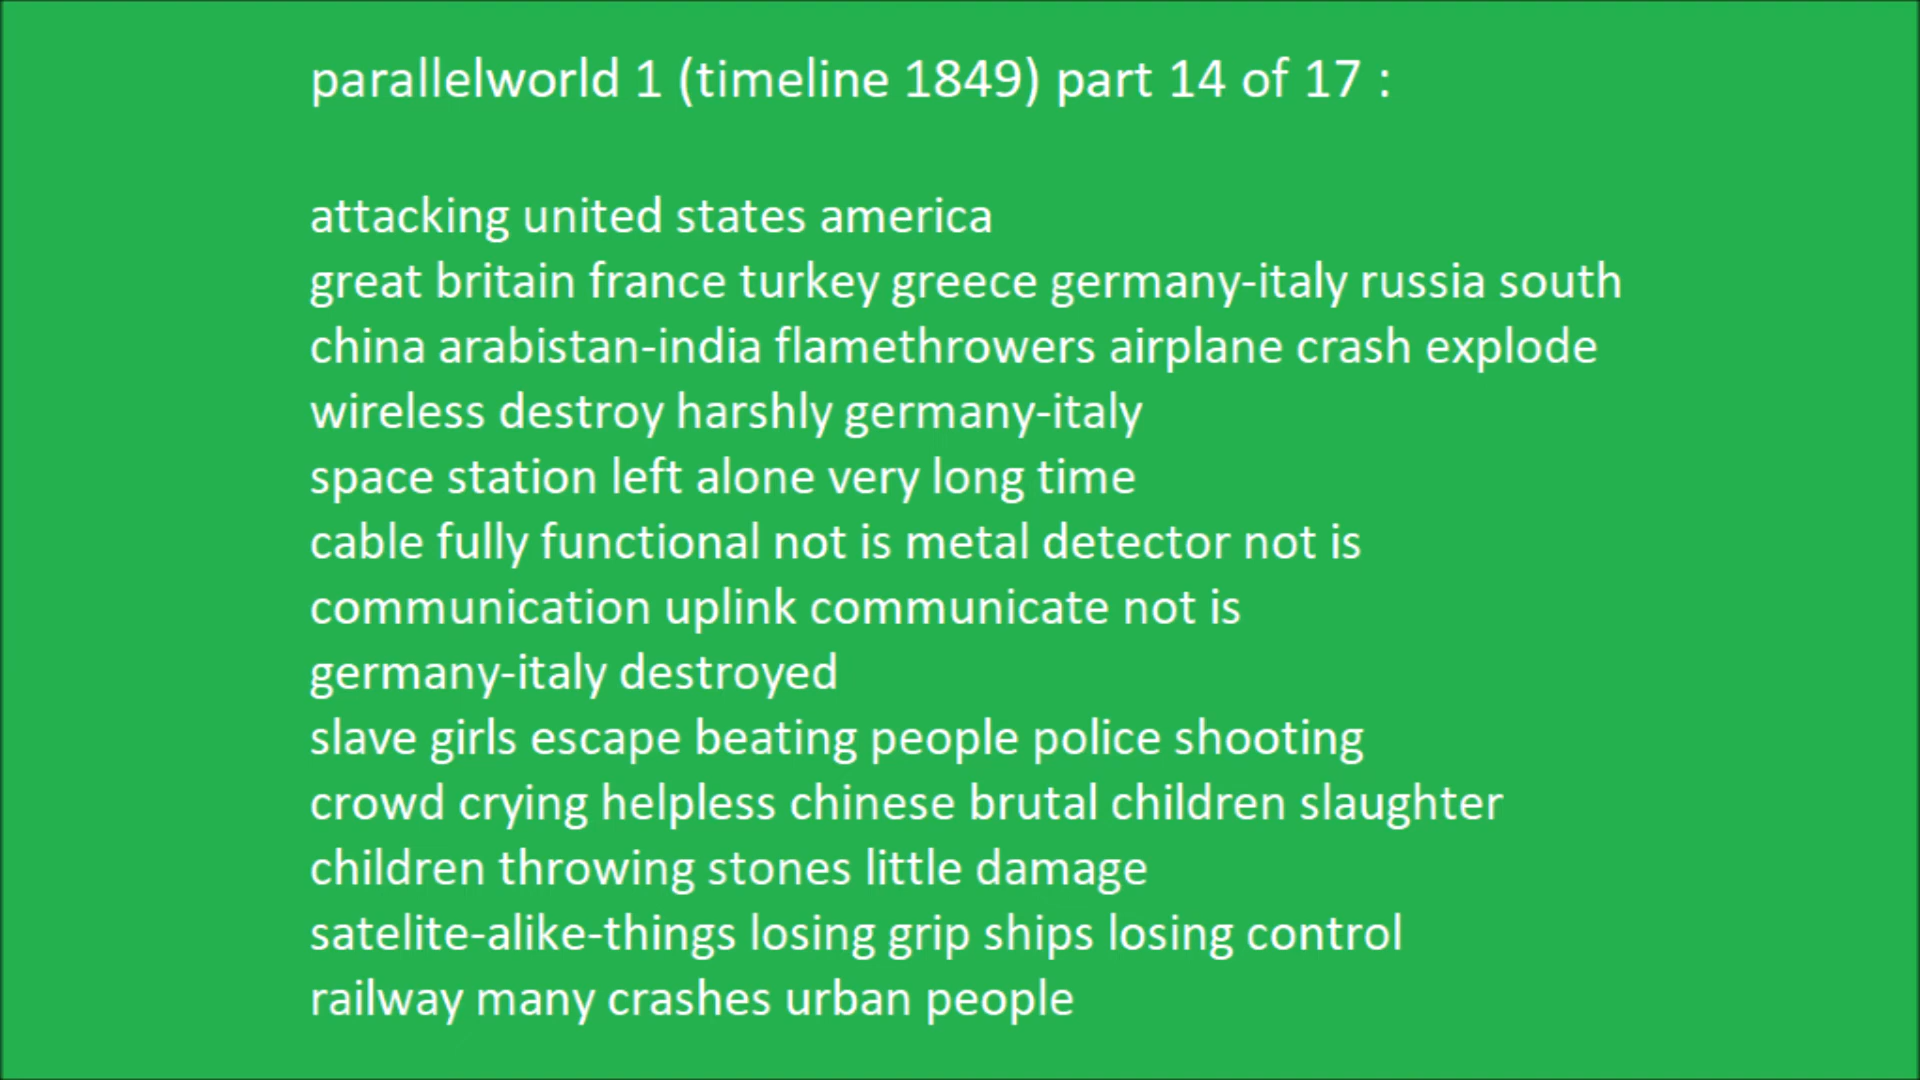 parallelworld 1 (timeline 1849) part 14 of 17 :
attacking united states america
great britain france turkey greece germany-italy russia south
china arabistan-india flamethrowers airplane crash explode
wireless destroy harshly germany-italy
space station left alone very long time
cable fully functional not is metal detector not is
communication uplink communicate not is
germany-italy destroyed
slave girls escape beating people police shooting
crowd crying helpless chinese brutal children slaughter
children throwing stones little damage
satelite-alike-things losing grip ships losing control
railway many crashes urban people